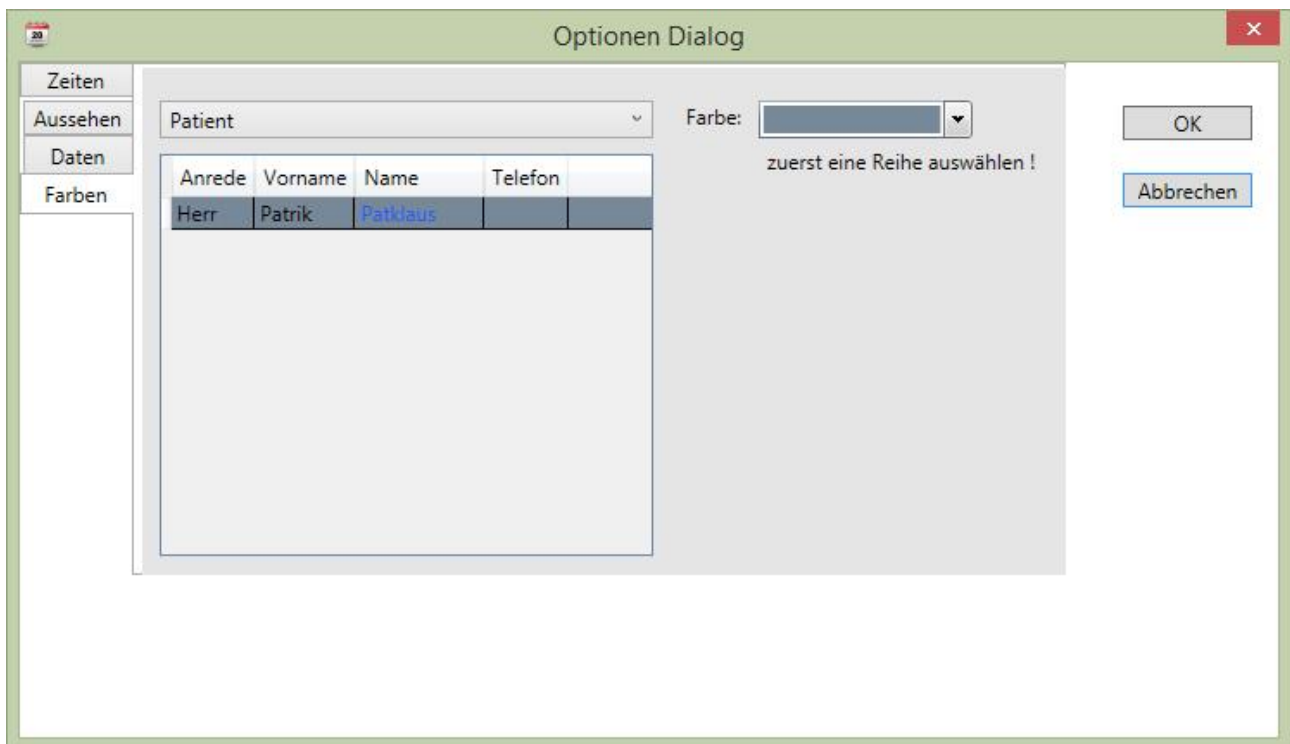 20
Optionen Dialog
Zeiten
Aussehen
Daten
Farben
Patient
Anrede Vorname Name Telefon
Herr Patrik Patklaus
Farbe:
zuerst eine Reihe auswählen !
OK
Abbrechen